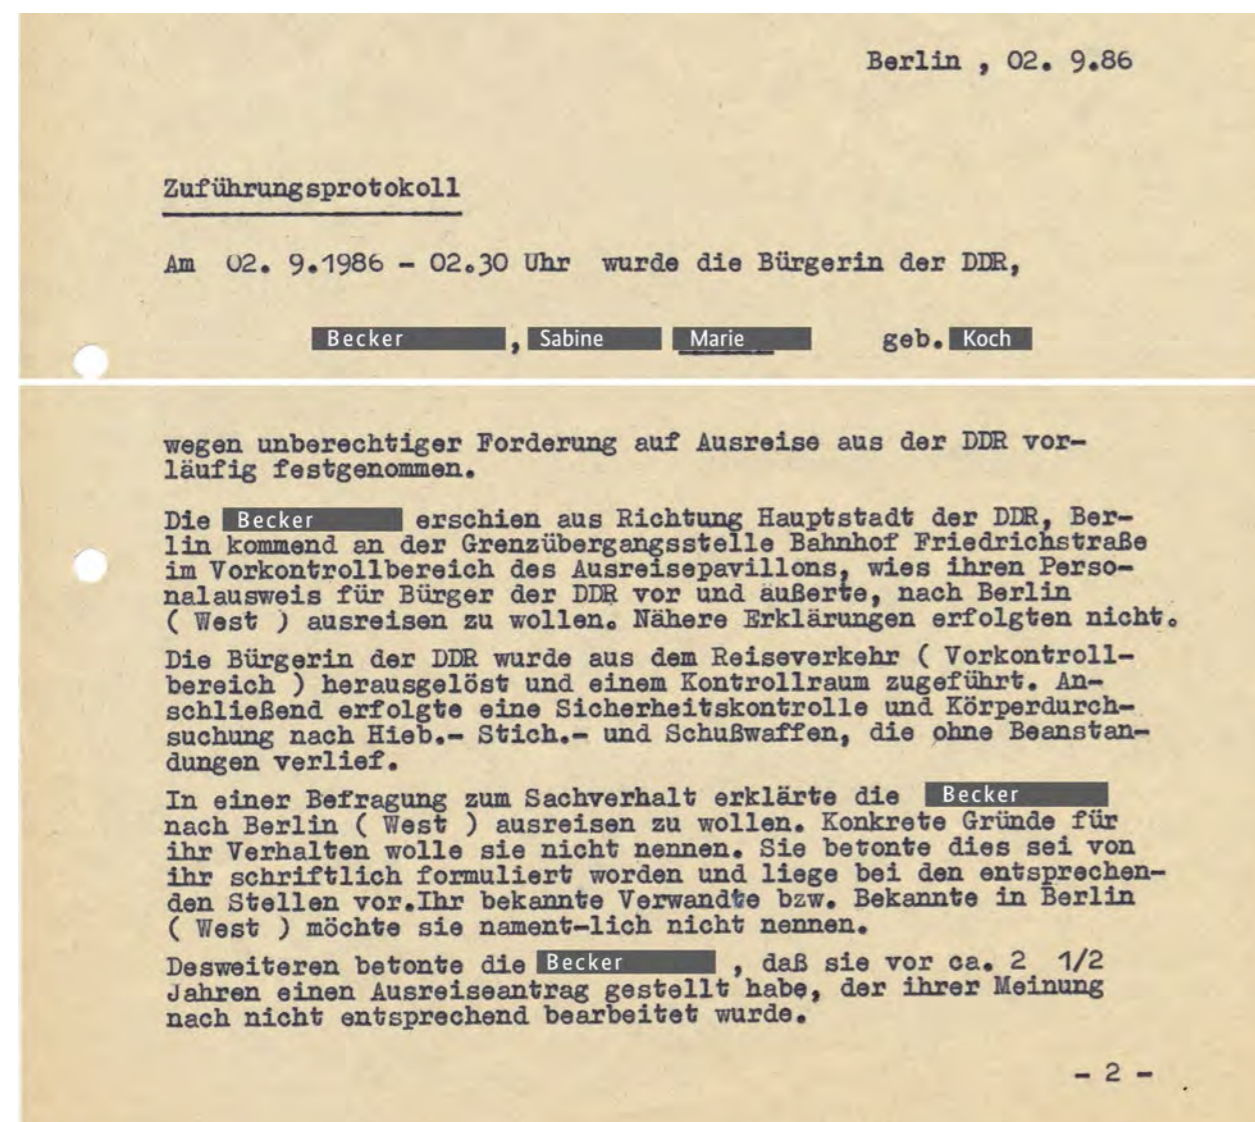 Berlin , 02. 9.86
Zuführungsprotokoll
Am 02. 9.1986 – 02.30 Uhr wurde die Bürgerin der DDR,
Becker , Sabine Marie geb. Koch
wegen unberechtiger Forderung auf Ausreise aus der DDR vor-
läufig festgenommen.
Die Becker erschien aus Richtung Hauptstadt der DDR, Ber-
lin kommend an der Grenzübergangsstelle Bahnhof Friedrichstraße
im Vorkontrollbereich des Ausreisepavillons, wies ihren Perso-
nalausweis für Bürger der DDR vor und äußerte, nach Berlin
( West ) ausreisen zu wollen. Nähere Erklärungen erfolgten nicht.
Die Bürgerin der DDR wurde aus dem Reiseverkehr ( Vorkontroll-
bereich ) herausgelöst und einem Kontrollraum zugeführt. An-
schließend erfolgte eine Sicherheitskontrolle und Körperdurch-
suchung nach Hieb.- Stich.- und Schußwaffen, die ohne Beanstan-
dungen verlief.
In einer Befragung zum Sachverhalt erklärte die Becker
nach Berlin ( West ) ausreisen zu wollen. Konkrete Gründe für
ihr Verhalten wolle sie nicht nennen. Sie betonte dies sei von
ihr schriftlich formuliert worden und liege bei den entsprechen-
den Stellen vor.Ihr bekannte Verwandte bzw. Bekannte in Berlin
( West ) möchte sie nament-lich nicht nennen.
Desweiteren betonte die Becker , daß sie vor ca. 2 1/2
Jahren einen Ausreiseantrag gestellt habe, der ihrer Meinung
nach nicht entsprechend bearbeitet wurde.
– 2 –